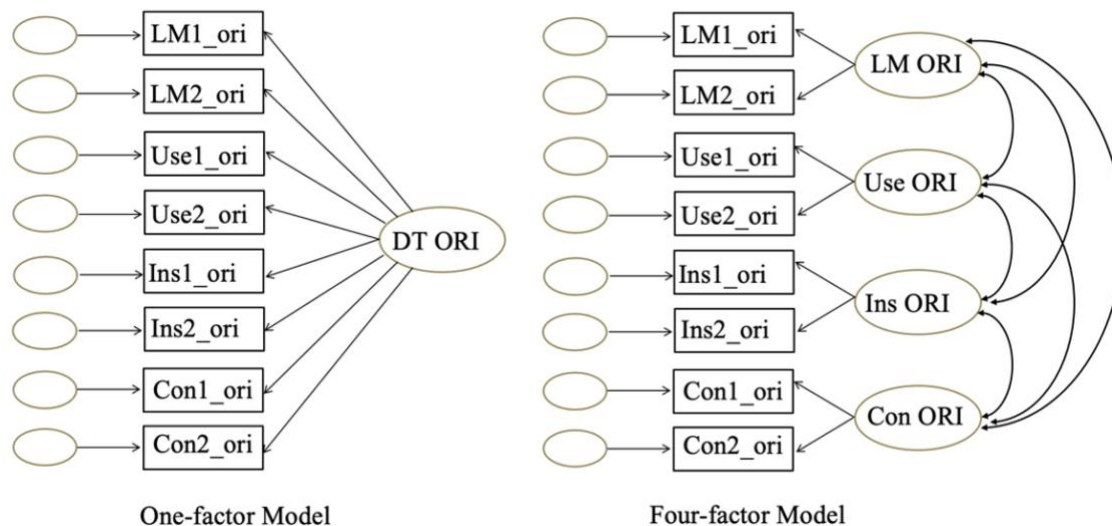 LM1_ori
LM2_ori
Use1_ori
Use2_ori
Ins1_ori
Ins2_ori
Con1_ori
Con2_ori
DT ORI
One-factor Model
LM1_ori
LM2_ori
Use1_ori
Use2_ori
Ins1_ori
Ins2_ori
Con1_ori
Con2_ori
LM ORI
Use ORI
Ins ORI
Con ORI
Four-factor Model